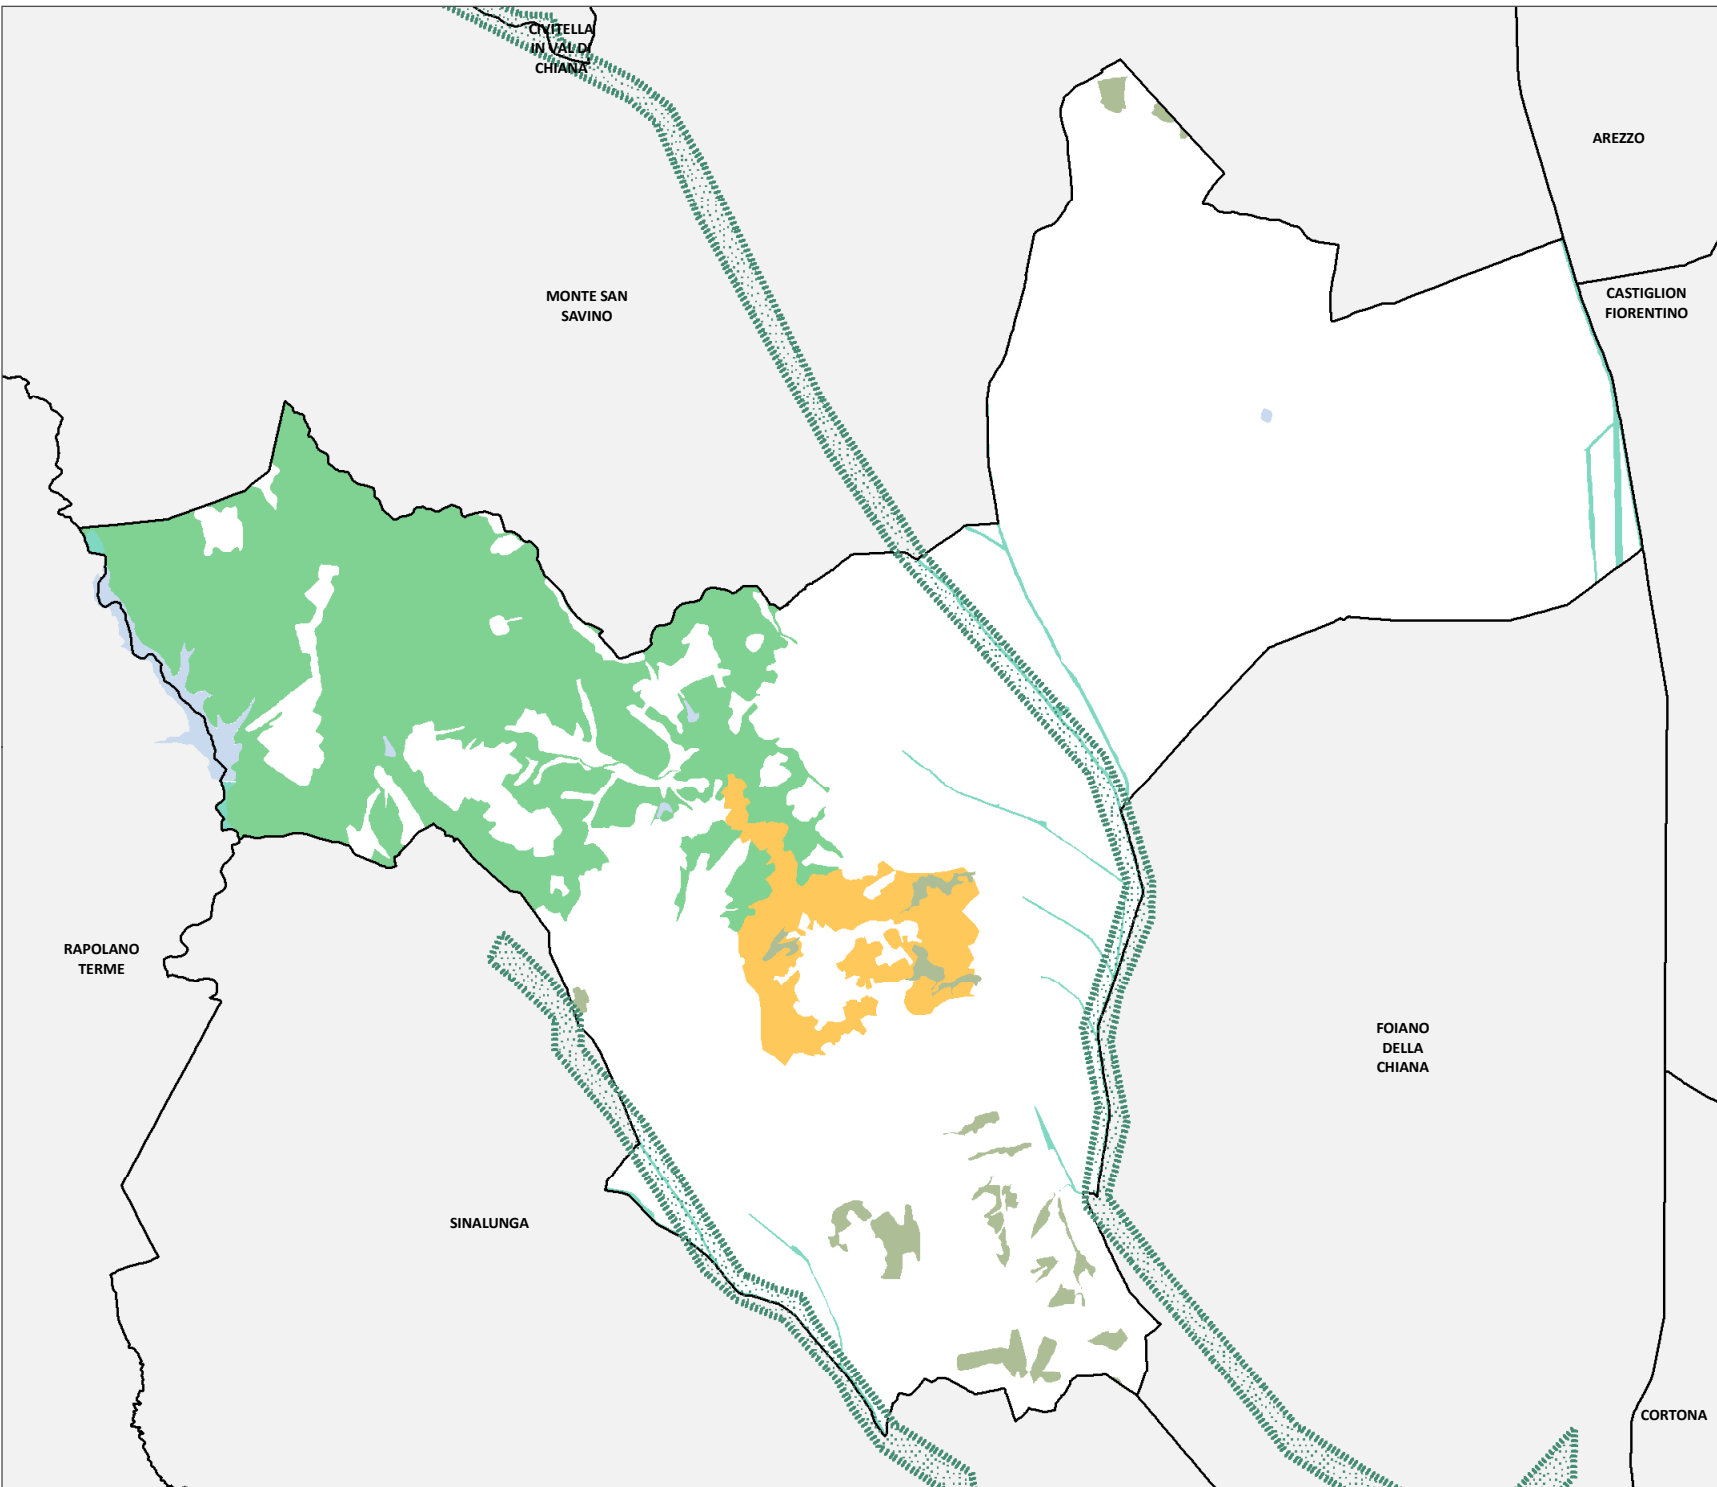 CIVITELLA
IN VAL DI
CHIANA
AREZZO
MONTE SAN
SAVINO
CASTIGLION
FIORENTINO
RAPOLANO
TERME
FOIANO
DELLA
CHIANA
SINALUNGA
CORTONA